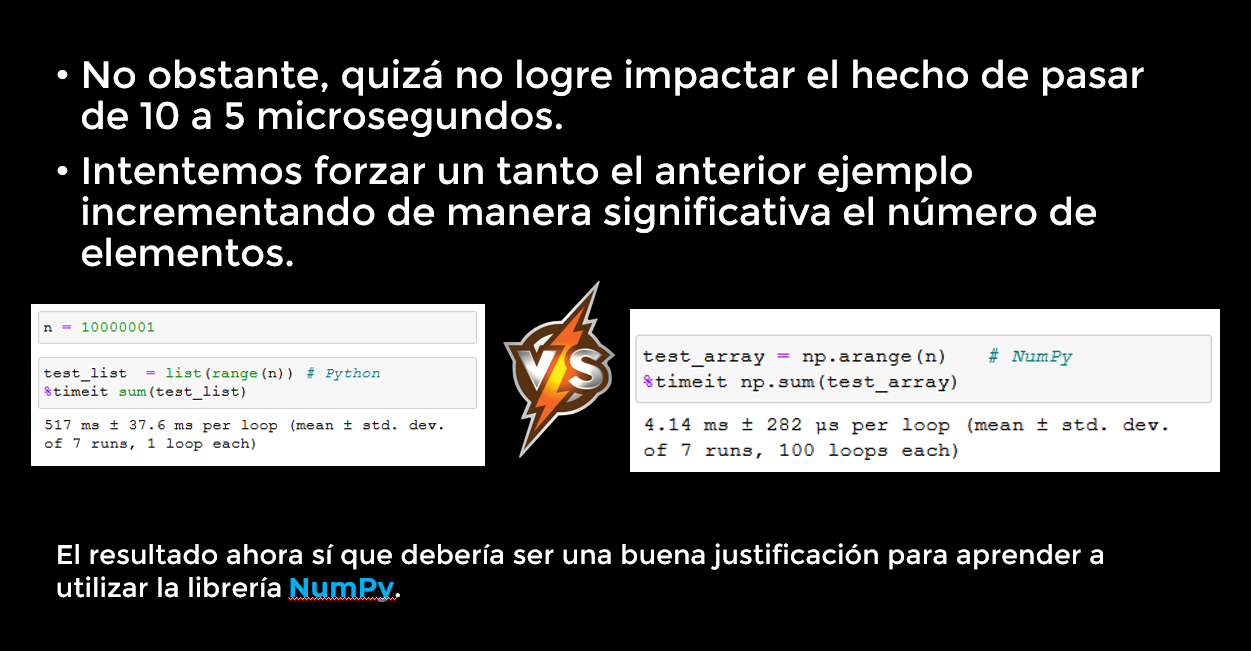 • No obstante, quizá no logre impactar el hecho de pasar
de 10 a 5 microsegundos.
• Intentemos forzar un tanto el anterior ejemplo
incrementando de manera significativa el número de
elementos.
n = 10000001
test_list  = list(range(n)) # Python
%timeit sum(test_list)
517 ms ± 37.6 ms per loop (mean ± std. dev.
of 7 runs, 1 loop each)
VS
test_array = np.arange(n)    # NumPy
%timeit np.sum(test_array)
4.14 ms ± 282 µs per loop (mean ± std. dev.
of 7 runs, 100 loops each)
El resultado ahora sí que debería ser una buena justificación para aprender a
utilizar la librería NumPy.